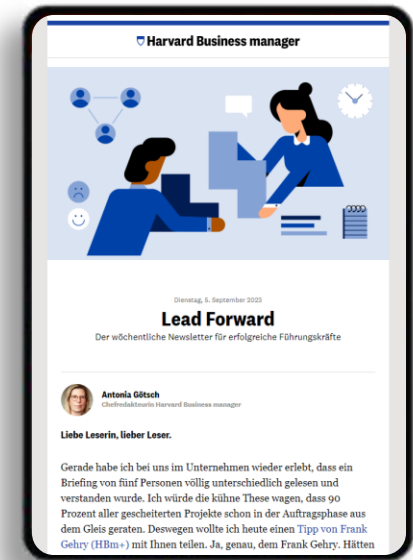 Harvard Business manager
Dienstag, 5. September 2023
Lead Forward
Der wöchentliche Newsletter für erfolgreiche Führungskräfte
Antonia Götsch
Chefredakteurin Harvard Business manager
Liebe Leserin, lieber Leser.
Gerade habe ich bei uns im Unternehmen wieder erlebt, dass ein
Briefing von fünf Personen völlig unterschiedlich gelesen und
verstanden wurde. Ich würde die kühne These wagen, dass 90
Prozent aller gescheiterten Projekte schon in der Auftragsphase aus
dem Gleis geraten. Deswegen wollte ich heute einen Tipp von Frank
Gehry (HBm+) mit Ihnen teilen. Ja, genau, dem Frank Gehry. Hätten